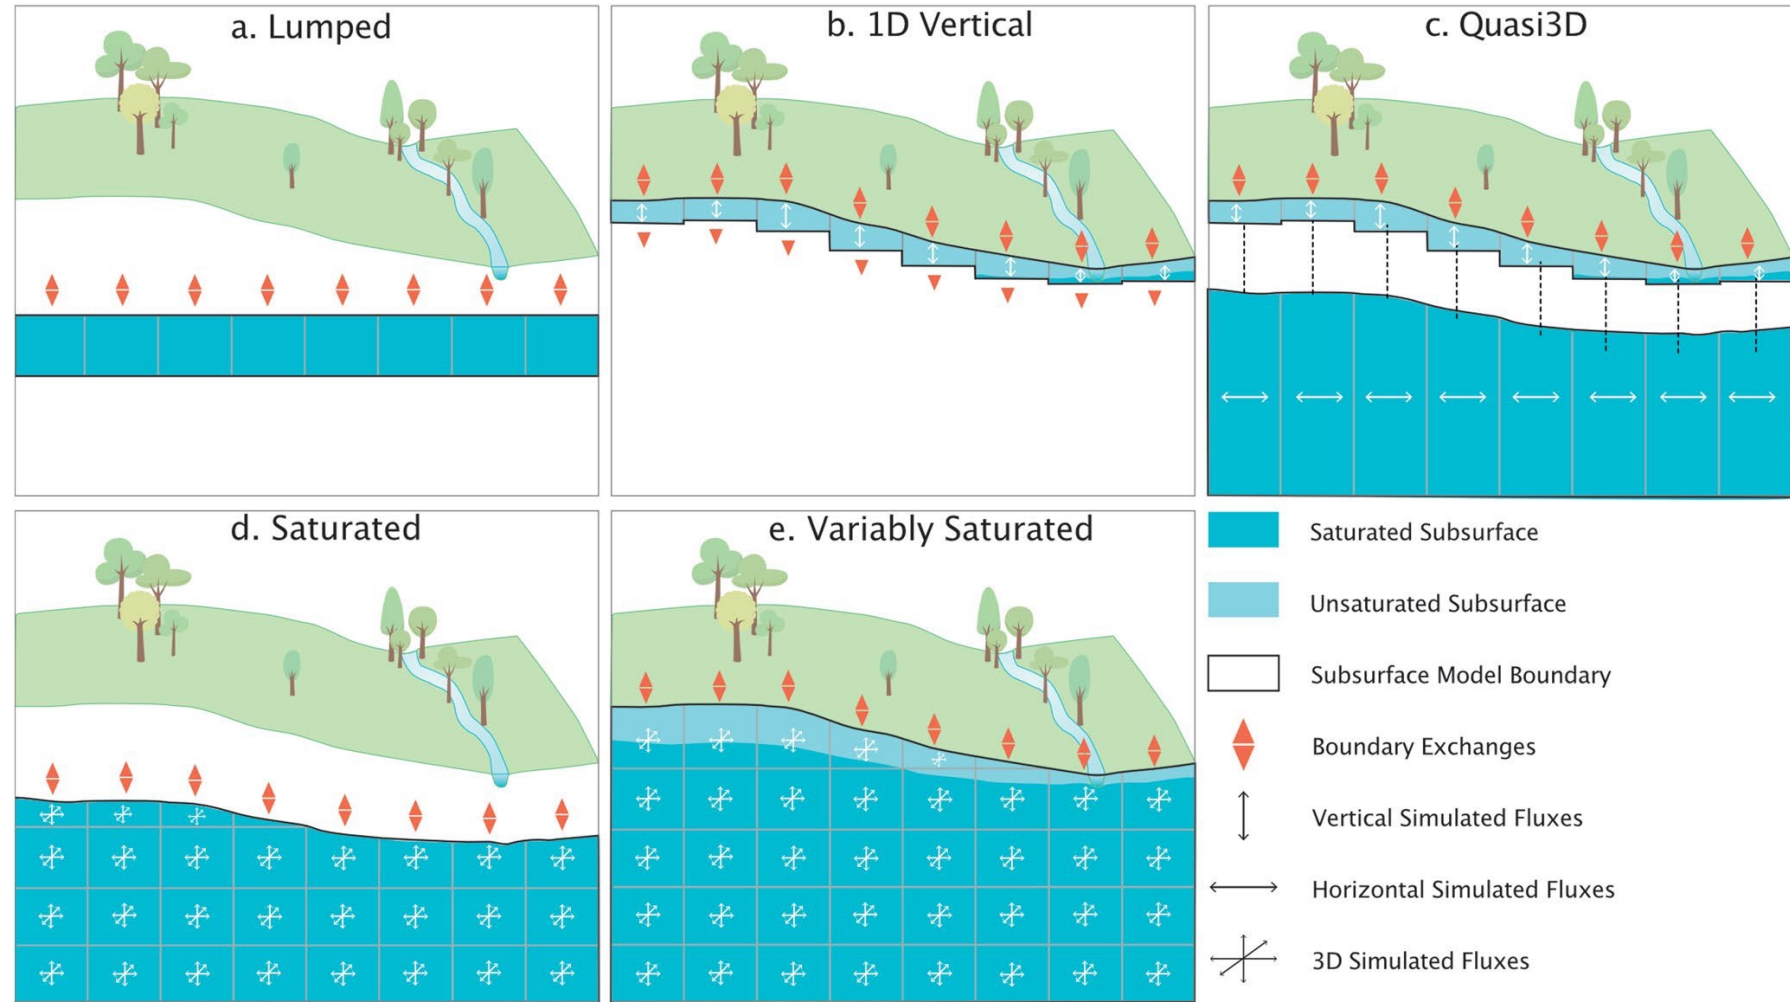 a. Lumped
b. 1D Vertical
c. Quasi3D
d. Saturated
e. Variably Saturated
Saturated Subsurface
Unsaturated Subsurface
Subsurface Model Boundary
Boundary Exchanges
Vertical Simulated Fluxes
Horizontal Simulated Fluxes
3D Simulated Fluxes